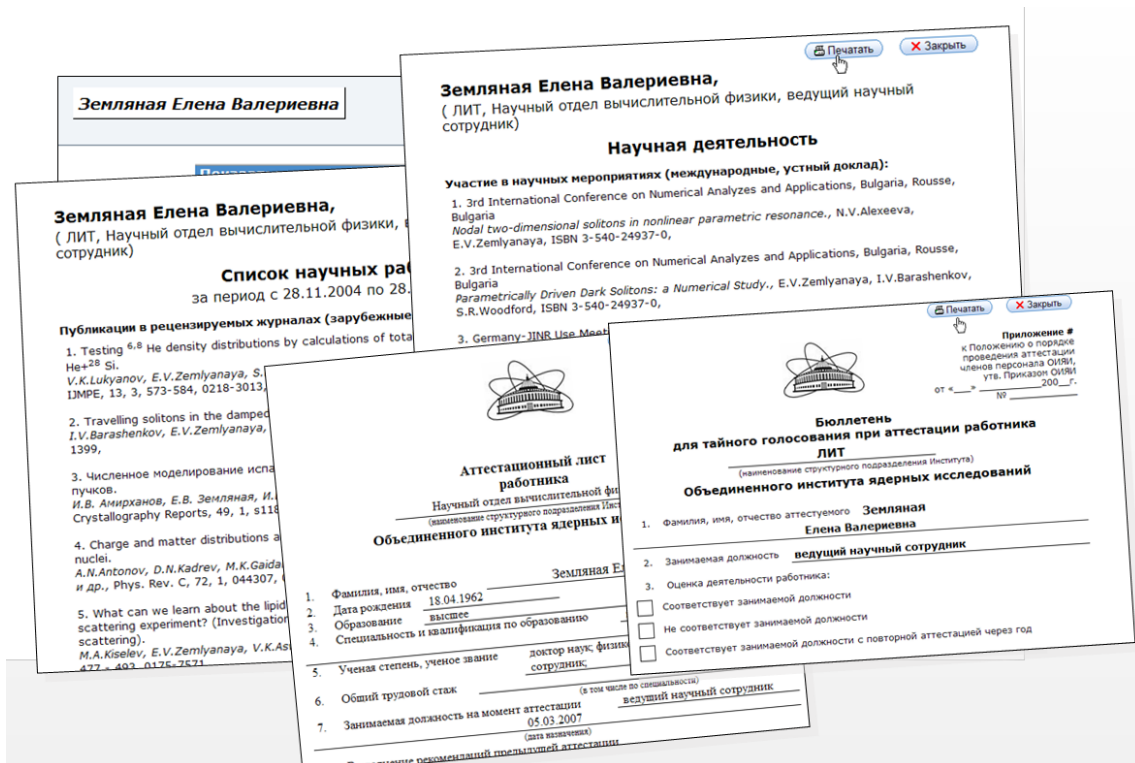 Земляная Елена Валериевна
Печатать
Закрыть
Земляная Елена Валериевна,
( ЛИТ, Научный отдел вычислительной физики, ведущий научный
сотрудник)
Научная деятельность
Участие в научных мероприятиях (международные, устный доклад):
1. 3rd International Conference on Numerical Analyzes and Applications, Bulgaria, Rousse,
Bulgaria
Nodal two-dimensional solitons in nonlinear parametric resonance., N.V.Alexeeva,
E.V.Zemlyanaya, ISBN 3-540-24937-0,
2. 3rd International Conference on Numerical Analyzes and Applications, Bulgaria, Rousse,
Bulgaria
Parametrically Driven Dark Solitons: a Numerical Study., E.V.Zemlyanaya, I.V.Barashenkov,
S.R.Woodford, ISBN 3-540-24937-0,
3. Germany-JINR Use
Земляная Елена Валериевна,
( ЛИТ, Научный отдел вычислительной физики,
сотрудник)
Список научных
за период с 28.11.2004 по 28.
Публикации в рецензируемых журналах (зарубежные
1. Testing 6,8 He density distributions by calculations of
He+28 Si.
V.K.Lukyanov, E.V.Zemlyanaya, S.
IJMPE, 13, 3, 573-584, 0218-3013,
2. Travelling solitons in the damped
I.V.Barashenkov, E.V.Zemlyanaya,
1399,
3. Численное моделирование
пучков.
И.В. Амирханов, Е.В. Земляная, И.
Crystallography Reports, 49, 1,
4. Charge and matter distributions
nuclei.
A.N.Antonov, D.N.Kadrev,
и др., Phys. Rev. C, 72, 1, 044307,
5. What can we learn about the lipid
scattering experiment? (Investigation
scattering).
M.A.Kiselev, E.V.Zemlyanaya,
477 - 493, 0175-7571
Аттестационный лист
работника
Научный отдел вычислительной
(наименование структурного подразделения
Объединенного института ядерных
1. Фамилия, имя, отчество Земляная
2. Дата рождения 18.04.1962
3. Образование высшее
4. Специальность и квалификация по образованию
5. Ученая степень, ученое звание доктор наук;
сотрудник;
6. Общий трудовой стаж
(в том числе по специальности)
7. Занимаемая должность на момент аттестации ведущий научный сотрудник
05.03.2007
(дата назначения)
рекомендаций предыдущей аттестации
Печатать
Закрыть
Приложение #
к Положению о порядке
проведения аттестации
членов персонала ОИЯИ,
утв. Приказон ОИЯИ
от «___» ___________200__г.
№ ___________
Бюллетень
для тайного голосования при аттестации работника
ЛИТ
(наиненование структурного подразделения Института)
Объединенного института ядерных исследований
1. Фамилия, имя, отчество аттестуемого Земляная
Елена Валериевна
2. Занимаемая должность ведущий научный сотрудник
3. Оценка деятельности работника:
Соответствует занимаемой должности
Не соответствует занимаемой должности
Соответствует занимаемой должности с повторной аттестацией через год